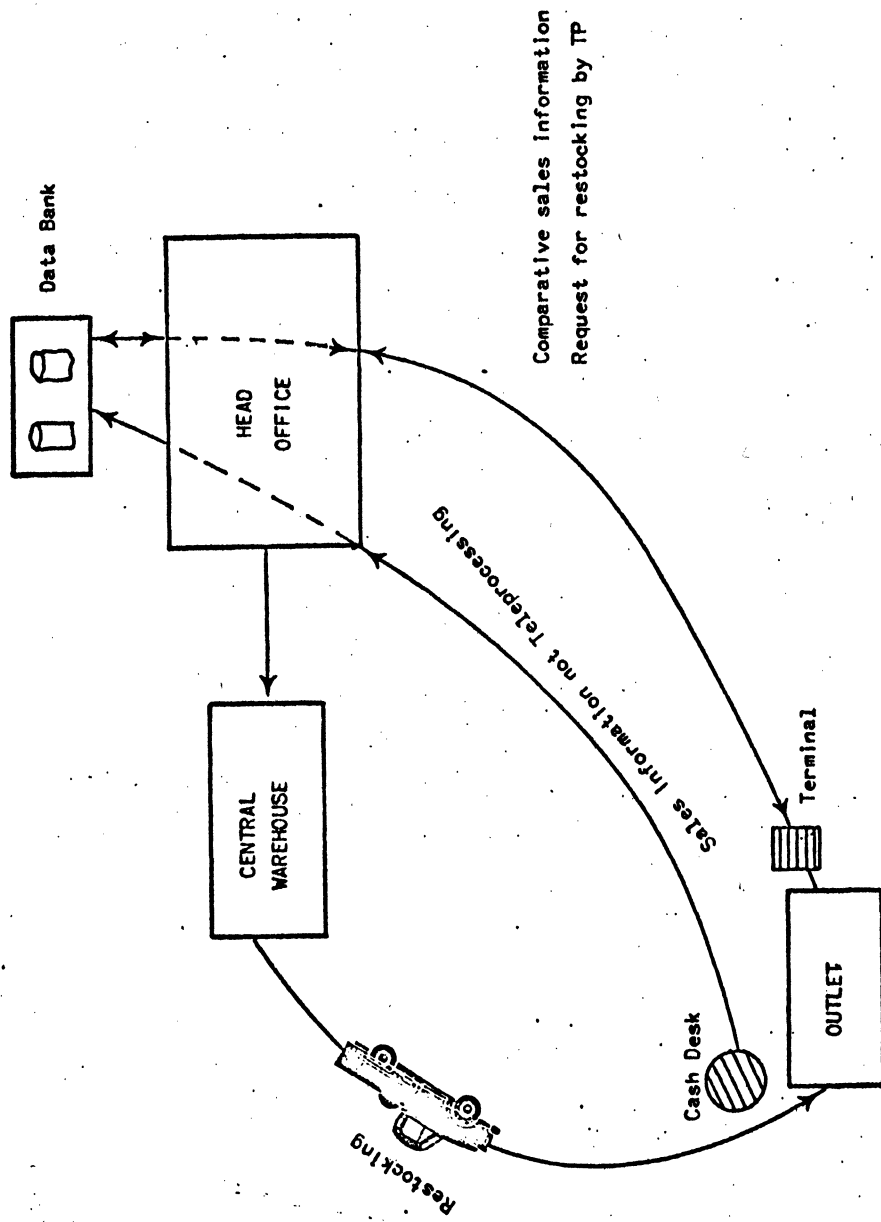 Data Bank
HEAD
OFFICE
Comparative sales information
Request for restocking by TP
CENTRAL
WAREHOUSE
Sales Information not Teleprocessing
Terminal
Restocking
Cash Desk
OUTLET